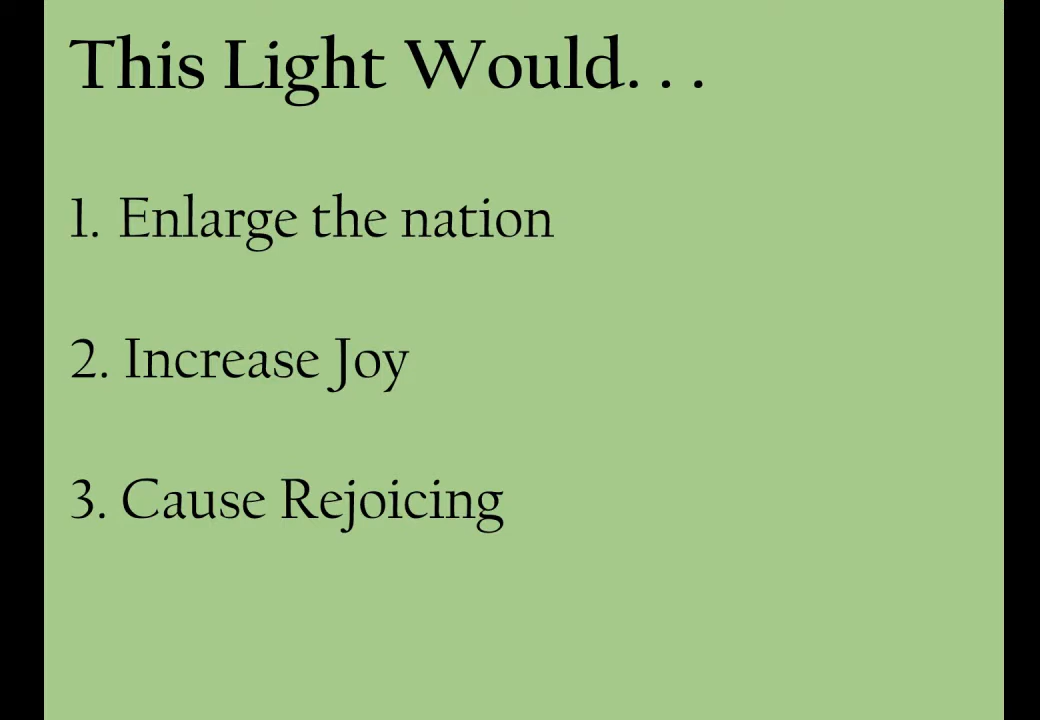 This Light Would. . .
1. Enlarge the nation
2. Increase Joy
3. Cause Rejoicing